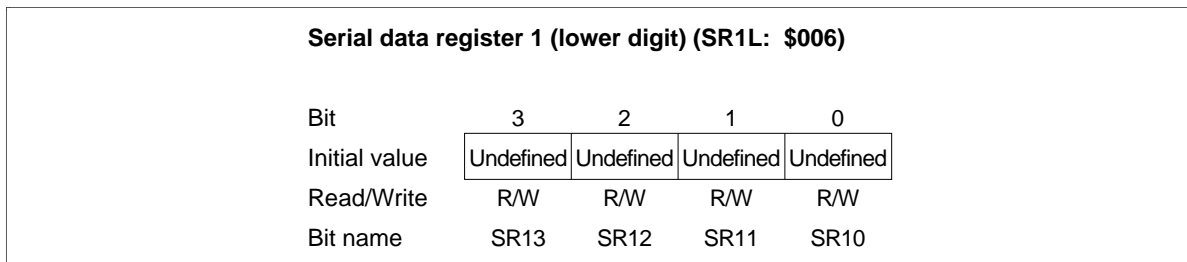 Serial data register 1 (lower digit) (SR1L: $006)
Bit 3 2 1 0
Initial value Undefined Undefined Undefined Undefined
Read/Write R/W R/W R/W R/W
Bit name SR13 SR12 SR11 SR10